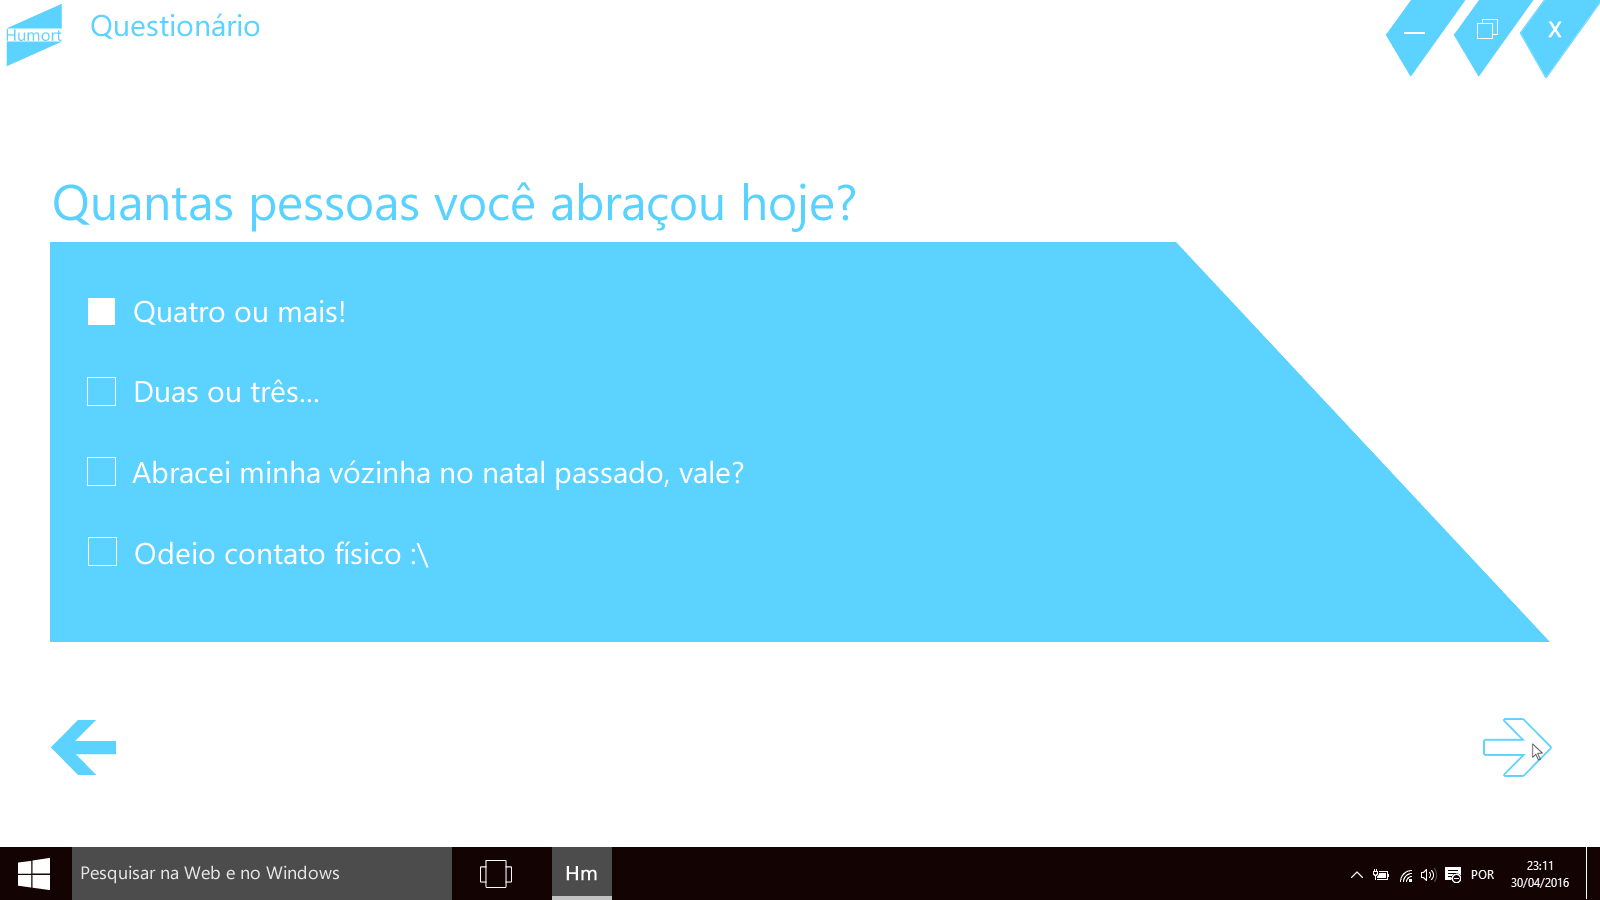 Humort
Questionário
X
Quantas pessoas você abraçou hoje?
Quatro ou mais!
Duas ou três...
Abracei minha vózinha no natal passado, vale?
Odeio contato físico :\
Pesquisar na Web e no Windows
Hm
POR
23:11
30/04/2016